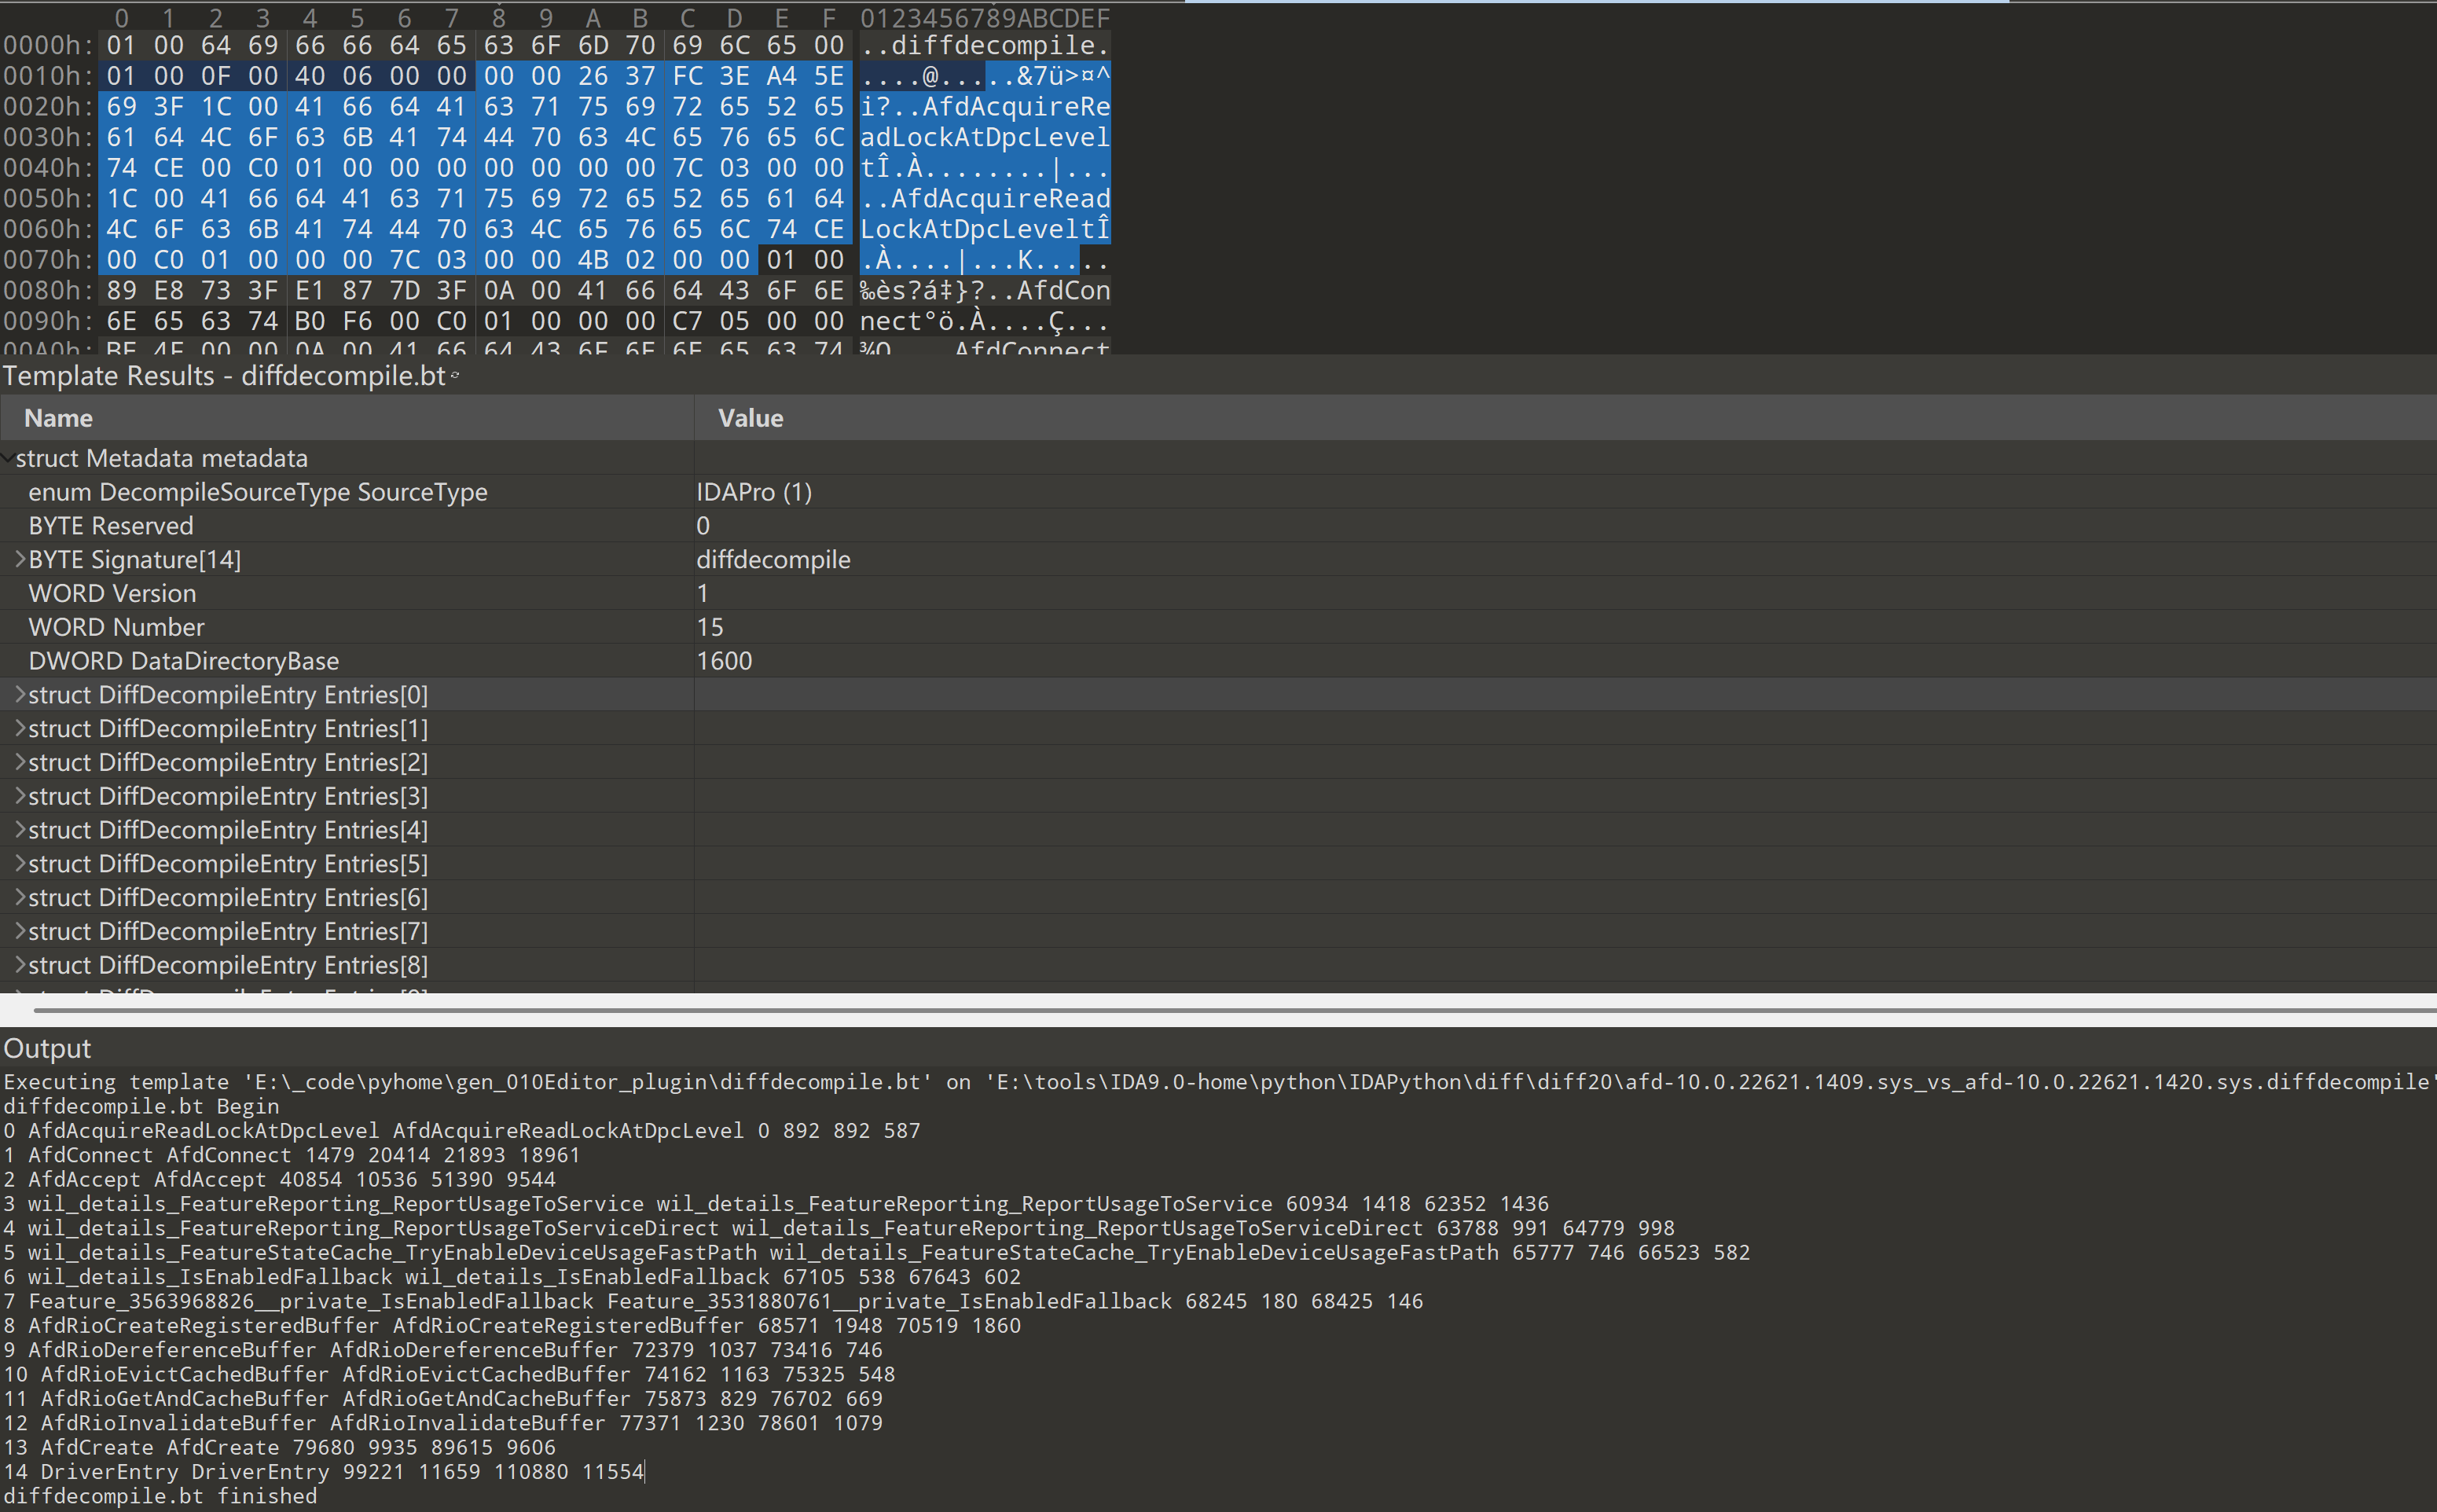 0 1 2 3 4 5 6 7 8 9 A B C D E F 0123456789ABCDEF
0000h: 01 00 64 69 66 66 64 65 63 6F 6D 70 69 6C 65 00 ..diffdecompile.
0010h: 01 00 0F 00 40 06 00 00 00 00 26 37 FC 3E A4 5E ....@.....&7ü>¤^
0020h: 69 3F 1C 00 41 66 64 41 63 71 75 69 72 65 52 65 i?..AfdAcquireRe
0030h: 61 64 4C 6F 63 6B 41 74 44 70 63 4C 65 76 65 6C adLockAtDpcLevel
0040h: 74 CE 00 C0 01 00 00 00 00 00 00 00 7C 03 00 00 tÎ.À........|...
0050h: 1C 00 41 66 64 41 63 71 75 69 72 65 52 65 61 64 ..AfdAcquireRead
0060h: 4C 6F 63 6B 41 74 44 70 63 4C 65 76 65 6C 74 CE LockAtDpcLeveltÎ
0070h: 00 C0 01 00 00 00 7C 03 00 00 4B 02 00 00 01 00 .À....|...K.....
0080h: 89 E8 73 3F E1 87 7D 3F 0A 00 41 66 64 43 6F 6E ‰ès?á‡}?..AfdCon
0090h: 6E 65 63 74 B0 F6 00 C0 01 00 00 00 C7 05 00 00 nect°ö.À....Ç...
Template Results - diffdecompile.bt
Name Value
struct Metadata metadata
enum DecompileSourceType SourceType IDAPro (1)
BYTE Reserved 0
BYTE Signature[14] diffdecompile
WORD Version 1
WORD Number 15
DWORD DataDirectoryBase 1600
struct DiffDecompileEntry Entries[0]
struct DiffDecompileEntry Entries[1]
struct DiffDecompileEntry Entries[2]
struct DiffDecompileEntry Entries[3]
struct DiffDecompileEntry Entries[4]
struct DiffDecompileEntry Entries[5]
struct DiffDecompileEntry Entries[6]
struct DiffDecompileEntry Entries[7]
struct DiffDecompileEntry Entries[8]
Output
Executing template 'E:\_code\pyhome\gen_010Editor_plugin\diffdecompile.bt' on 'E:\tools\IDA9.0-home\python\IDAPython\diff\diff20\afd-10.0.22621.1409.sys_vs_afd-10.0.22621.1420.sys.diffdecompile'
diffdecompile.bt Begin
0 AfdAcquireReadLockAtDpcLevel AfdAcquireReadLockAtDpcLevel 0 892 892 587
1 AfdConnect AfdConnect 1479 20414 21893 18961
2 AfdAccept AfdAccept 40854 10536 51390 9544
3 wil_details_FeatureReporting_ReportUsageToService wil_details_FeatureReporting_ReportUsageToService 60934 1418 62352 1436
4 wil_details_FeatureReporting_ReportUsageToServiceDirect wil_details_FeatureReporting_ReportUsageToServiceDirect 63788 991 64779 998
5 wil_details_FeatureStateCache_TryEnableDeviceUsageFastPath wil_details_FeatureStateCache_TryEnableDeviceUsageFastPath 65777 746 66523 582
6 wil_details_IsEnabledFallback wil_details_IsEnabledFallback 67105 538 67643 602
7 Feature_3563968826__private_IsEnabledFallback Feature_3531880761__private_IsEnabledFallback 68245 180 68425 146
8 AfdRioCreateRegisteredBuffer AfdRioCreateRegisteredBuffer 68571 1948 70519 1860
9 AfdRioDereferenceBuffer AfdRioDereferenceBuffer 72379 1037 73416 746
10 AfdRioEvictCachedBuffer AfdRioEvictCachedBuffer 74162 1163 75325 548
11 AfdRioGetAndCacheBuffer AfdRioGetAndCacheBuffer 75873 829 76702 669
12 AfdRioInvalidateBuffer AfdRioInvalidateBuffer 77371 1230 78601 1079
13 AfdCreate AfdCreate 79680 9935 89615 9606
14 DriverEntry DriverEntry 99221 11659 110880 11554
diffdecompile.bt finished